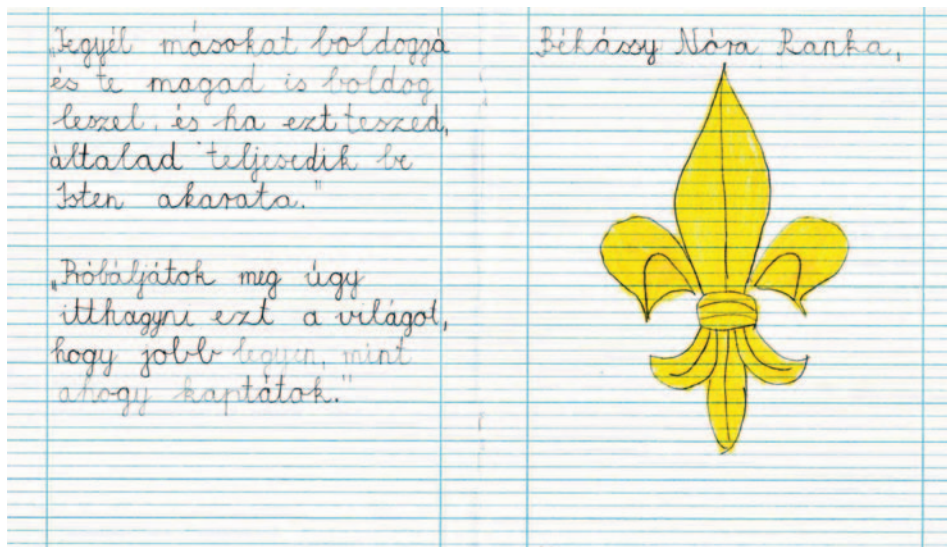 „Tegyél másokat boldoggá
és te magad is boldog
leszel, és ha ezt teszed,
általad teljesedik be
Isten akarata."
„Próbáljátok meg úgy
itthagyni ezt a világot,
hogy jobb legyen, mint
ahogy kaptátok."
Békássy Nóra Ranka,